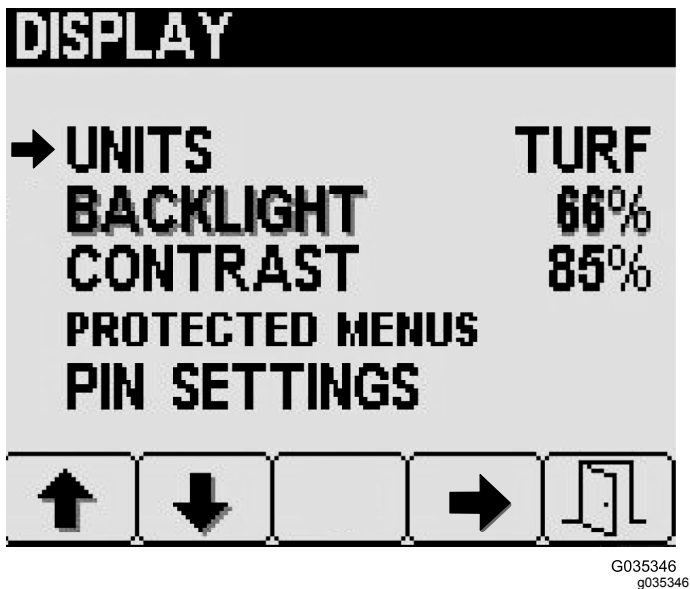 DISPLAY
UNITS TURF
BACKLIGHT 66%
CONTRAST 85%
PROTECTED MENUS
PIN SETTINGS
G035346
g035346